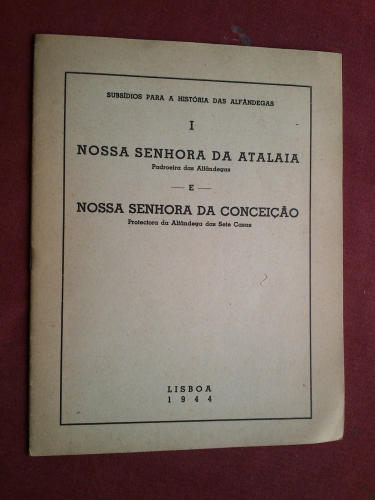 SUBSÍDIOS PARA A HISTÓRIA DAS ALFÂNDEGAS
I
NOSSA SENHORA DA ATALAIA
Padroeira das Alfândegas
— E —
NOSSA SENHORA DA CONCEIÇÃO
Protectora da Alfândega das Sete Casas
LISBOA
1944